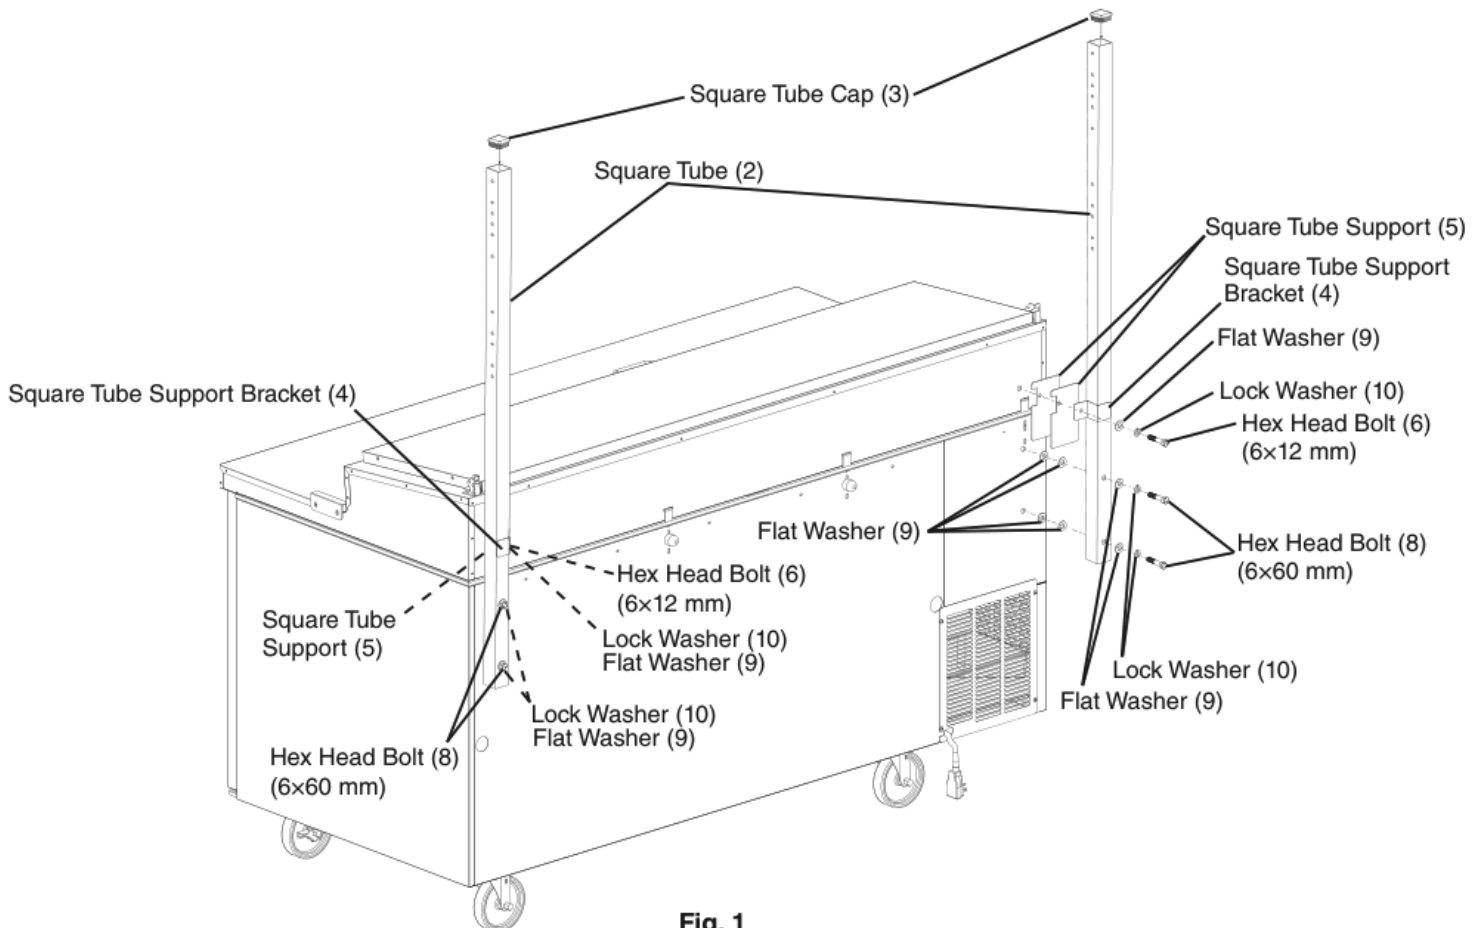 Square Tube Cap (3)
Square Tube (2)
Square Tube Support (5)
Square Tube Support
Bracket (4)
Flat Washer (9)
Lock Washer (10)
Hex Head Bolt (6)
(6×12 mm)
Square Tube Support Bracket (4)
Flat Washer (9)
Hex Head Bolt (8)
(6×60 mm)
Hex Head Bolt (6)
(6×12 mm)
Square Tube
Support (5)
Lock Washer (10)
Flat Washer (9)
Lock Washer (10)
Flat Washer (9)
Lock Washer (10)
Flat Washer (9)
Hex Head Bolt (8)
(6×60 mm)
Fig. 1